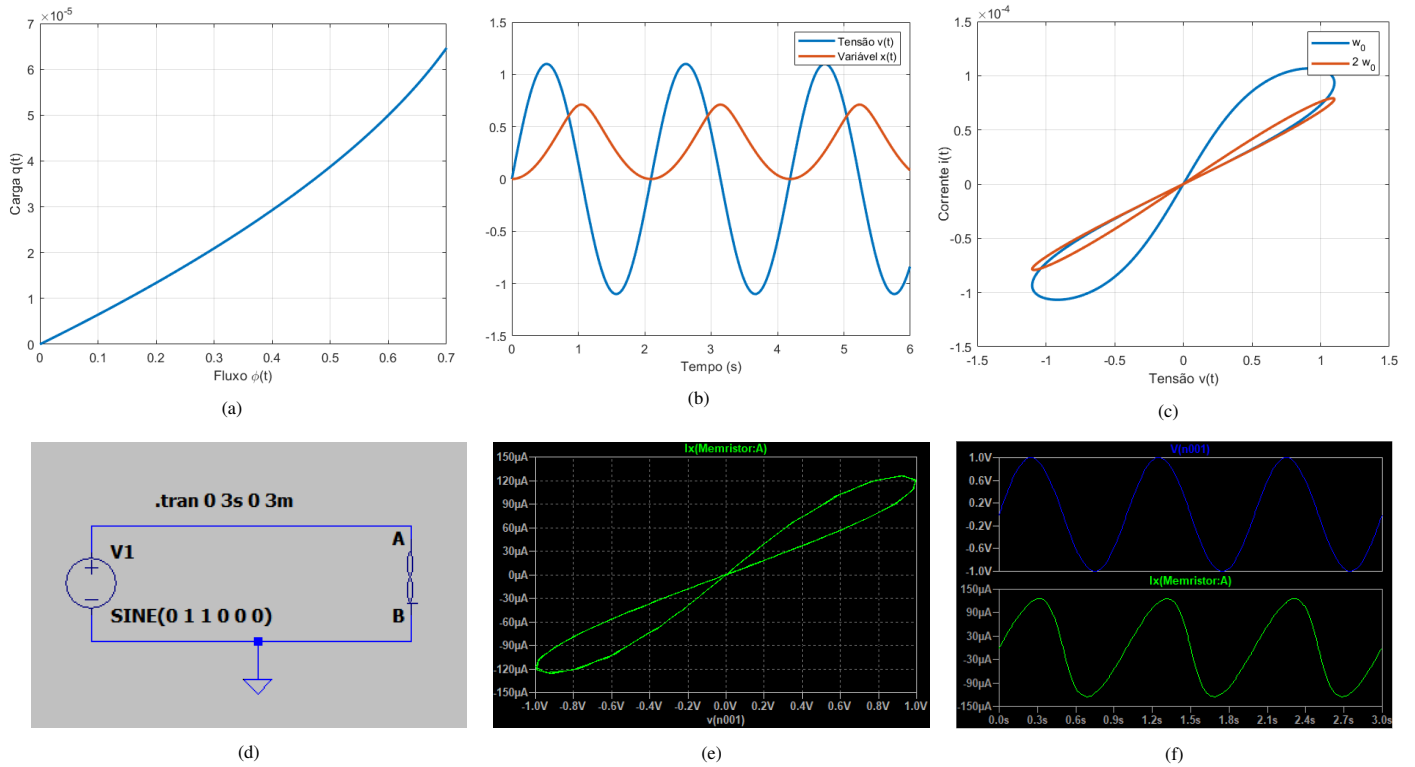 ×10⁻⁵
7
6
5
4
3
2
1
0
Carga q(t)
0 0.1 0.2 0.3 0.4 0.5 0.6 0.7
Fluxo ϕ(t)
(a)
1.5
1
0.5
0
-0.5
-1
-1.5
Tensão v(t)
Variável x(t)
0 1 2 3 4 5 6
Tempo (s)
(b)
×10⁻⁴
1.5
1
0.5
0
-0.5
-1
-1.5
Corrente i(t)
w₀
2 w₀
-1.5 -1 -0.5 0 0.5 1 1.5
Tensão v(t)
(c)
.tran 0 3s 0 3m
V1
A
SINE(0 1 1 0 0 0)
B
(d)
Ix(Memristor:A)
150µA
120µA
90µA
60µA
30µA
0µA
-30µA
-60µA
-90µA
-120µA
-150µA
-1.0V -0.8V -0.6V -0.4V -0.2V 0.0V 0.2V 0.4V 0.6V 0.8V 1.0V
v(n001)
(e)
V(n001)
1.0V
0.6V
0.2V
-0.2V
-0.6V
-1.0V
Ix(Memristor:A)
150µA
90µA
30µA
-30µA
-90µA
-150µA
0.0s 0.3s 0.6s 0.9s 1.2s 1.5s 1.8s 2.1s 2.4s 2.7s 3.0s
(f)